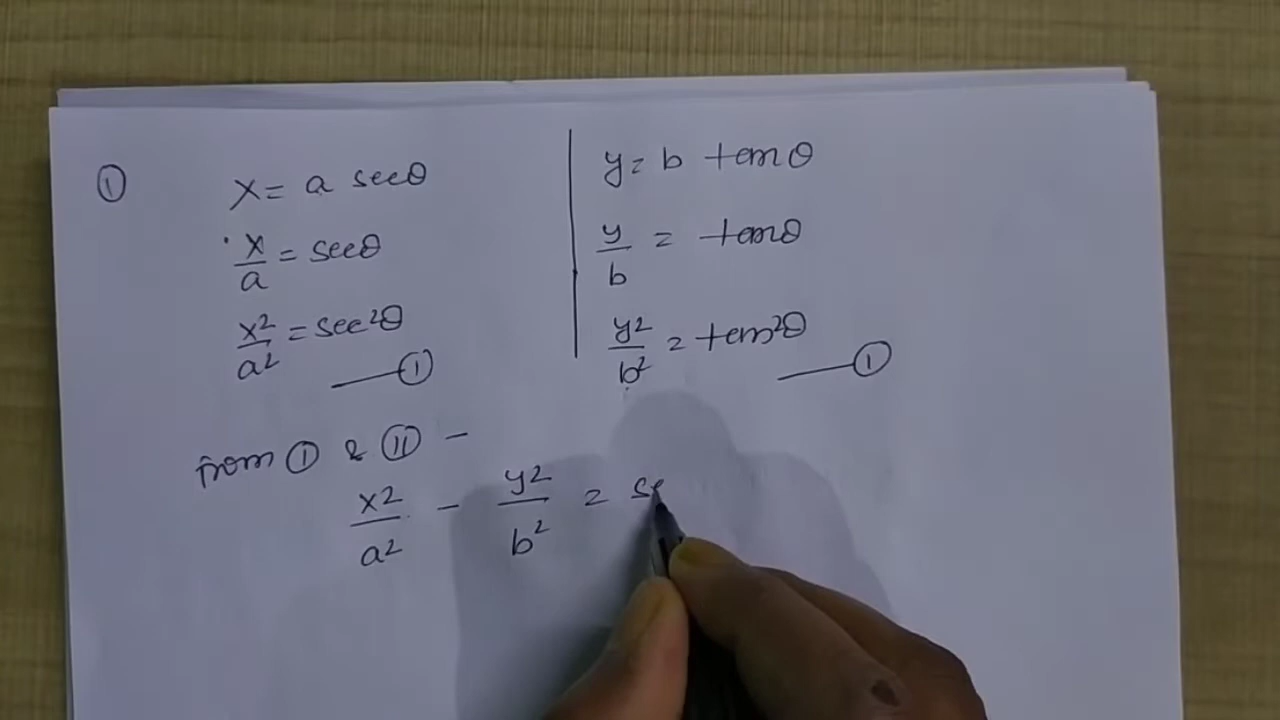 ① x = a secθ
x/a = secθ
x²/a² = sec²θ
—①
y = b tanθ
y/b = tanθ
y²/b² = tan²θ
—①
from ① & ⑪ -
x²/a² - y²/b² = se